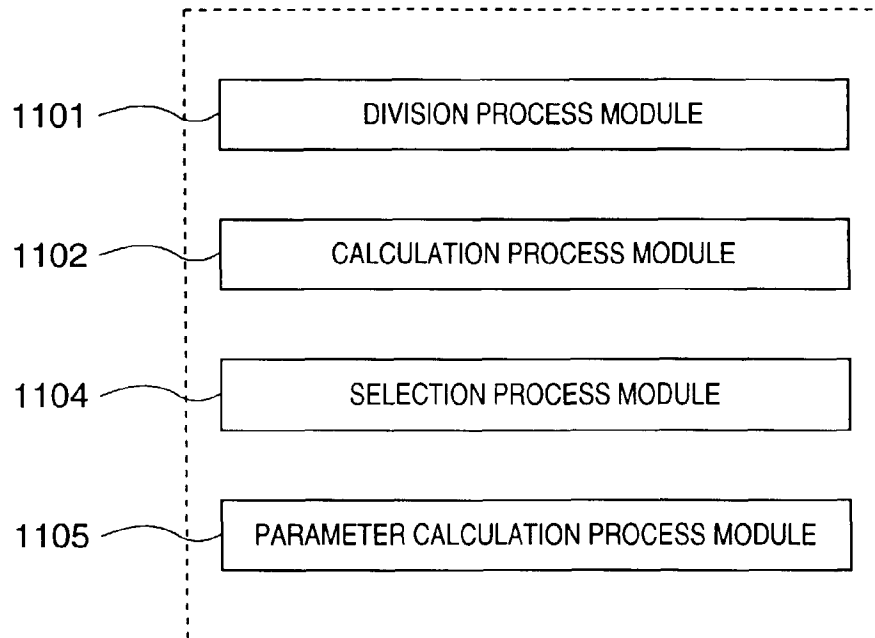 1101 DIVISION PROCESS MODULE
1102 CALCULATION PROCESS MODULE
1104 SELECTION PROCESS MODULE
1105 PARAMETER CALCULATION PROCESS MODULE